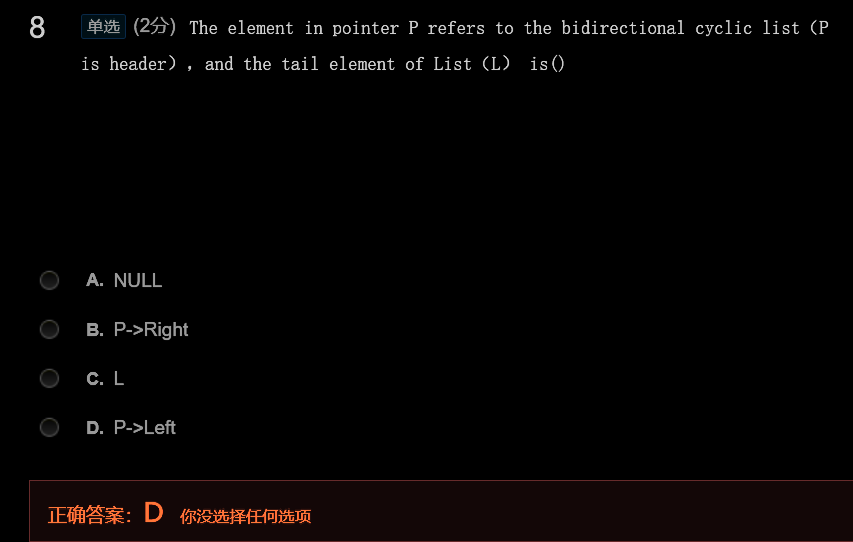 8 单选 (2分) The element in pointer P refers to the bidirectional cyclic list（P
is header）, and the tail element of List（L） is()
A. NULL
B. P->Right
C. L
D. P->Left
正确答案: D 你没选择任何选项